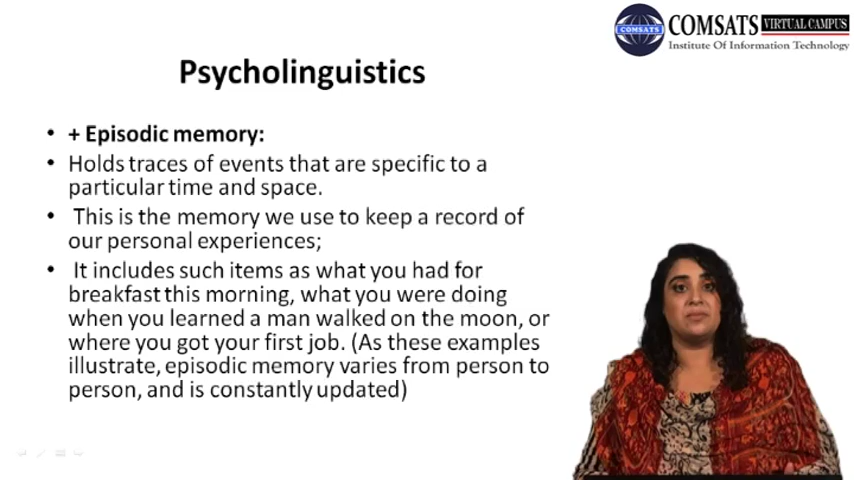 COMSATS VIRTUAL CAMPUS
COMSATS
Institute Of Information Technology
Psycholinguistics
• + Episodic memory:
• Holds traces of events that are specific to a
particular time and space.
• This is the memory we use to keep a record of
our personal experiences;
• It includes such items as what you had for
breakfast this morning, what you were doing
when you learned a man walked on the moon, or
where you got your first job. (As these examples
illustrate, episodic memory varies from person to
person, and is constantly updated)